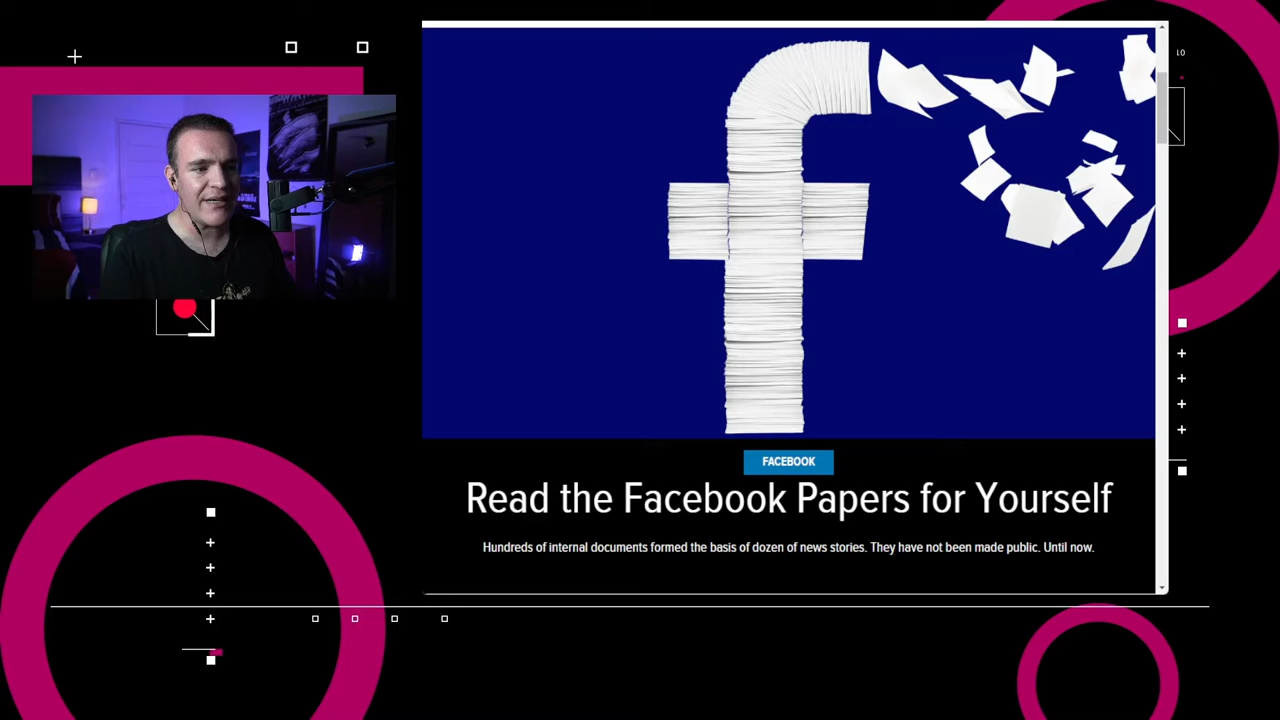 10
FACEBOOK
Read the Facebook Papers for Yourself
Hundreds of internal documents formed the basis of dozen of news stories. They have not been made public. Until now.